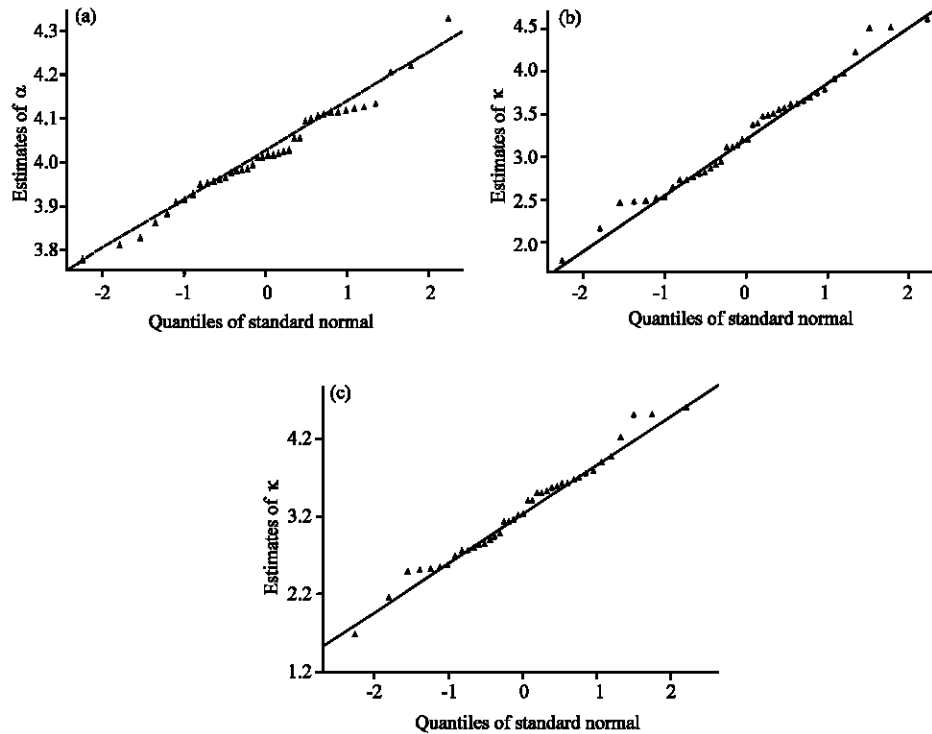 (a)
Estimates of α
4.3
4.2
4.1
4.0
3.9
3.8
-2 -1 0 1 2
Quantiles of standard normal
(b)
Estimates of κ
4.5
4.0
3.5
3.0
2.5
2.0
-2 -1 0 1 2
Quantiles of standard normal
(c)
Estimates of κ
4.2
3.2
2.2
1.2
-2 -1 0 1 2
Quantiles of standard normal